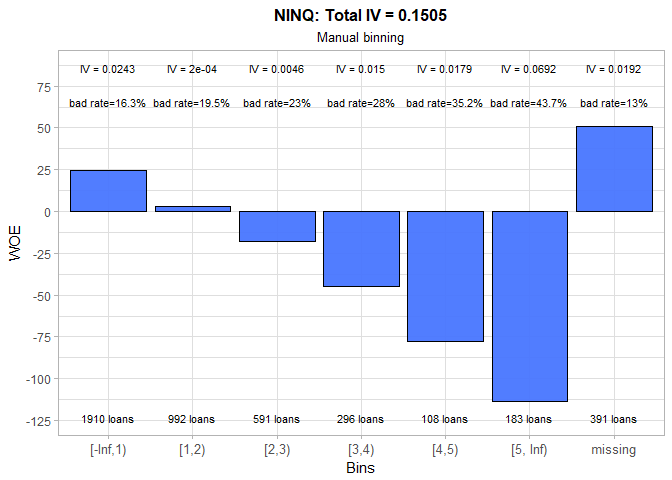 NINQ: Total IV = 0.1505
Manual binning
IV = 0.0243 IV = 2e-04 IV = 0.0046 IV = 0.015 IV = 0.0179 IV = 0.0692 IV = 0.0192
75
bad rate=16.3% bad rate=19.5% bad rate=23% bad rate=28% bad rate=35.2% bad rate=43.7% bad rate=13%
50
25
0
WOE
-25
-50
-75
-100
-125
1910 loans 992 loans 591 loans 296 loans 108 loans 183 loans 391 loans
[-Inf,1) [1,2) [2,3) [3,4) [4,5) [5, Inf) missing
Bins